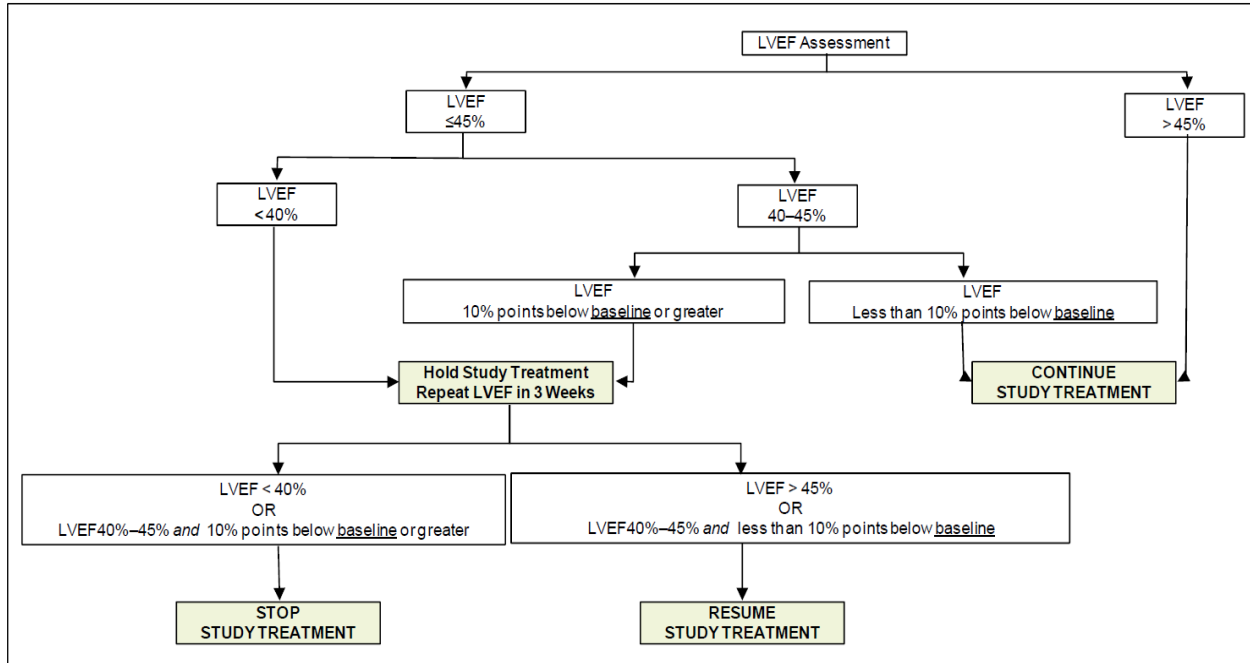 LVEF Assessment
LVEF
≤45%
LVEF
> 45%
LVEF
< 40%
LVEF
40–45%
LVEF
10% points below baseline or greater
LVEF
Less than 10% points below baseline
Hold Study Treatment
Repeat LVEF in 3 Weeks
CONTINUE
STUDY TREATMENT
LVEF < 40%
OR
LVEF40%–45% and 10% points below baseline or greater
LVEF > 45%
OR
LVEF40%–45% and less than 10% points below baseline
STOP
STUDY TREATMENT
RESUME
STUDY TREATMENT